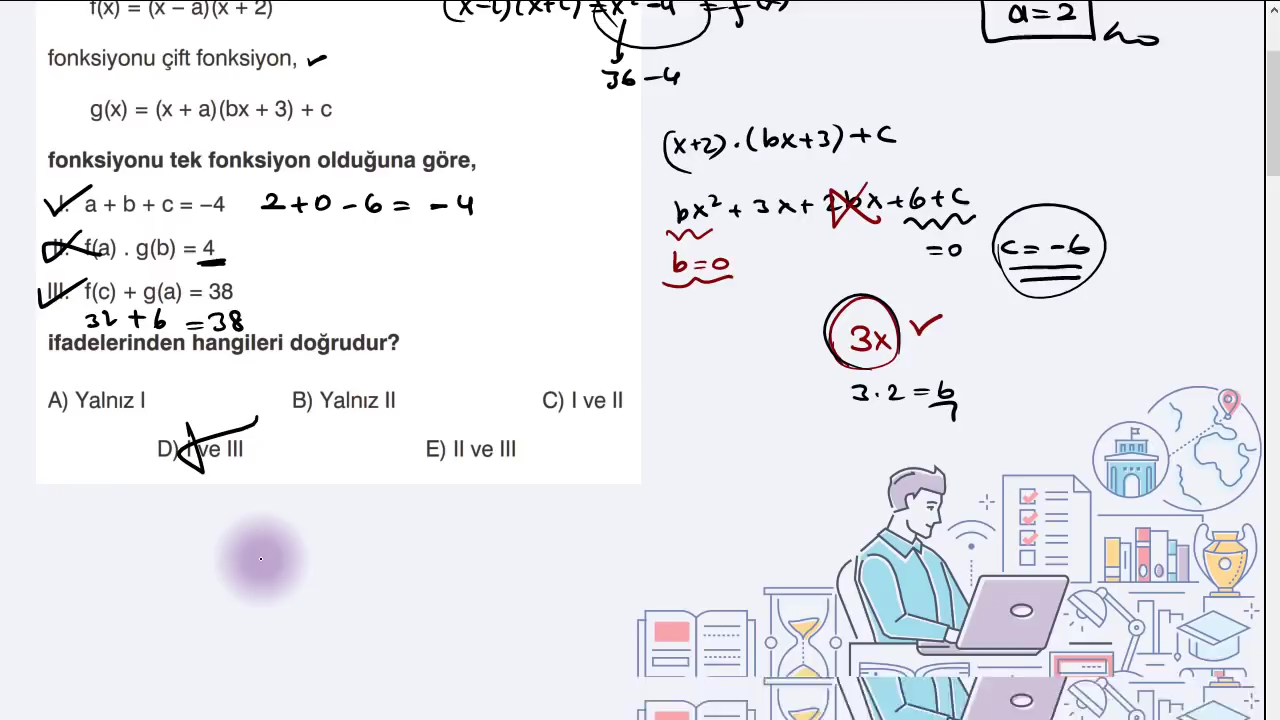 f(x) = (x − a)(x + 2)
36 − 4
a = 2
fonksiyonu çift fonksiyon,
g(x) = (x + a)(bx + 3) + c
(x+2) . (bx+3) + c
fonksiyonu tek fonksiyon olduğuna göre,
I. a + b + c = −4 2 + 0 − 6 = − 4
bx² + 3x + 2bx + 6 + c
= 0
c = − 6
b = 0
II. f(a) . g(b) = 4
III. f(c) + g(a) = 38
32 + 6 = 38
3x
ifadelerinden hangileri doğrudur?
3 . 2 = 6
A) Yalnız I B) Yalnız II C) I ve II
D) I ve III E) II ve III